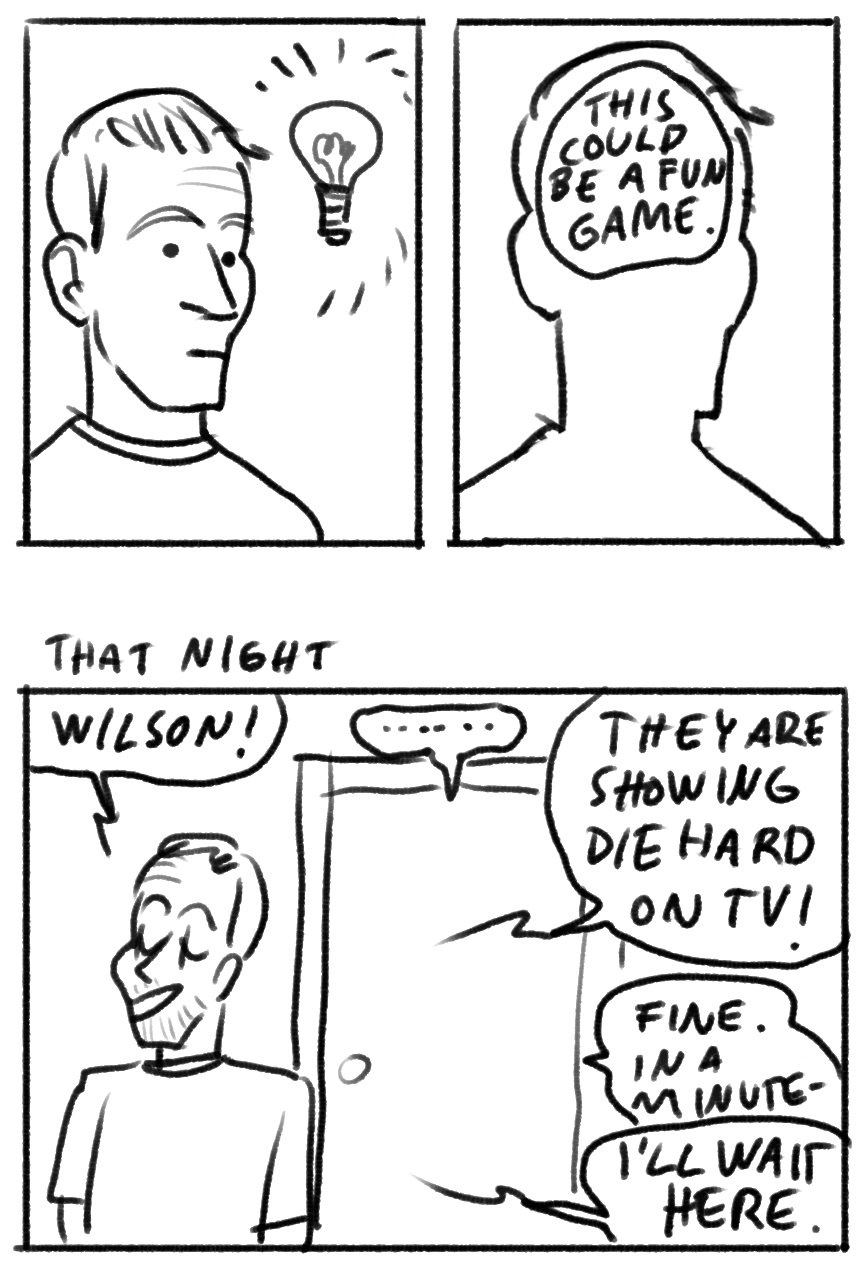 THIS
COULD
BE A FUN
GAME.
THAT NIGHT
WILSON!
......
THEY ARE
SHOWING
DIE HARD
ON TV!
FINE.
IN A
MINUTE-
I'LL WAIT
HERE.